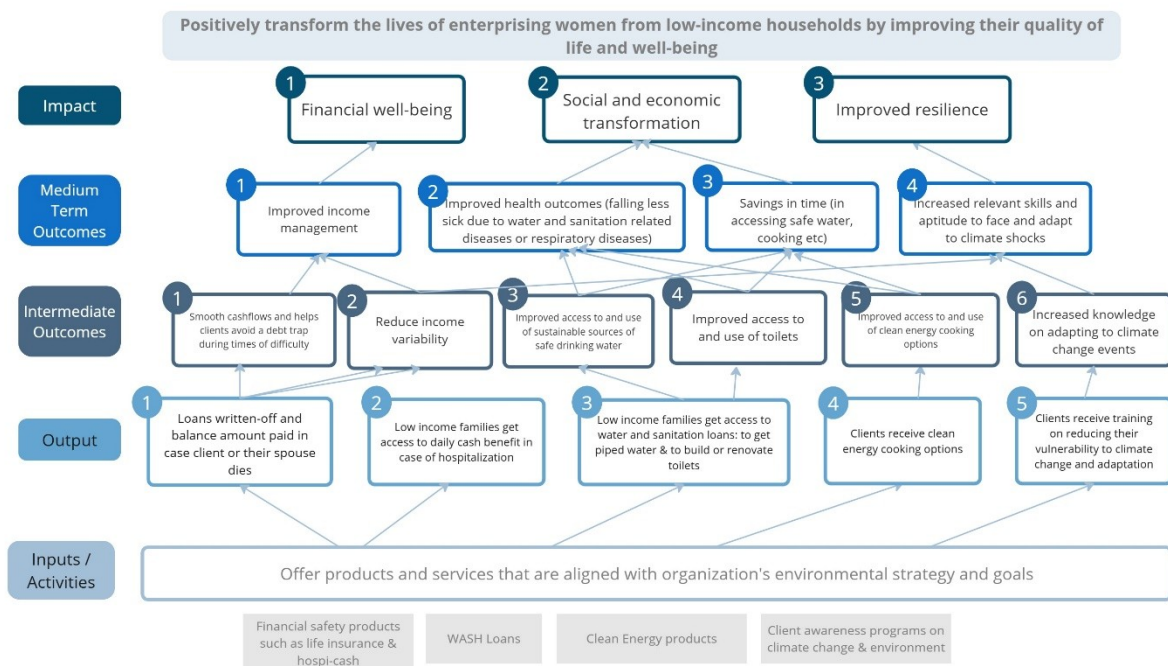 Positively transform the lives of enterprising women from low-income households by improving their quality of
life and well-being
Impact
1
Financial well-being
2
Social and economic
transformation
3
Improved resilience
Medium
Term
Outcomes
1
Improved income
management
2
Improved health outcomes (falling less
sick due to water and sanitation related
diseases or respiratory diseases)
3
Savings in time (in
accessing safe water,
cooking etc)
4
Increased relevant skills and
aptitude to face and adapt
to climate shocks
Intermediate
Outcomes
1
Smooth cashflows and helps
clients avoid a debt trap
during times of difficulty
2
Reduce income
variability
3
Improved access to and use
of sustainable sources of
safe drinking water
4
Improved access to
and use of toilets
5
Improved access to and use
of clean energy cooking
options
6
Increased knowledge
on adapting to climate
change events
Output
1
Loans written-off and
balance amount paid in
case client or their spouse
dies
2
Low income families get
access to daily cash benefit in
case of hospitalization
3
Low income families get access to
water and sanitation loans: to get
piped water & to build or renovate
toilets
4
Clients receive clean
energy cooking options
5
Clients receive training
on reducing their
vulnerability to climate
change and adaptation
Inputs /
Activities
Offer products and services that are aligned with organization's environmental strategy and goals
Financial safety products
such as life insurance &
hospi-cash
WASH Loans
Clean Energy products
Client awareness programs on
climate change & environment